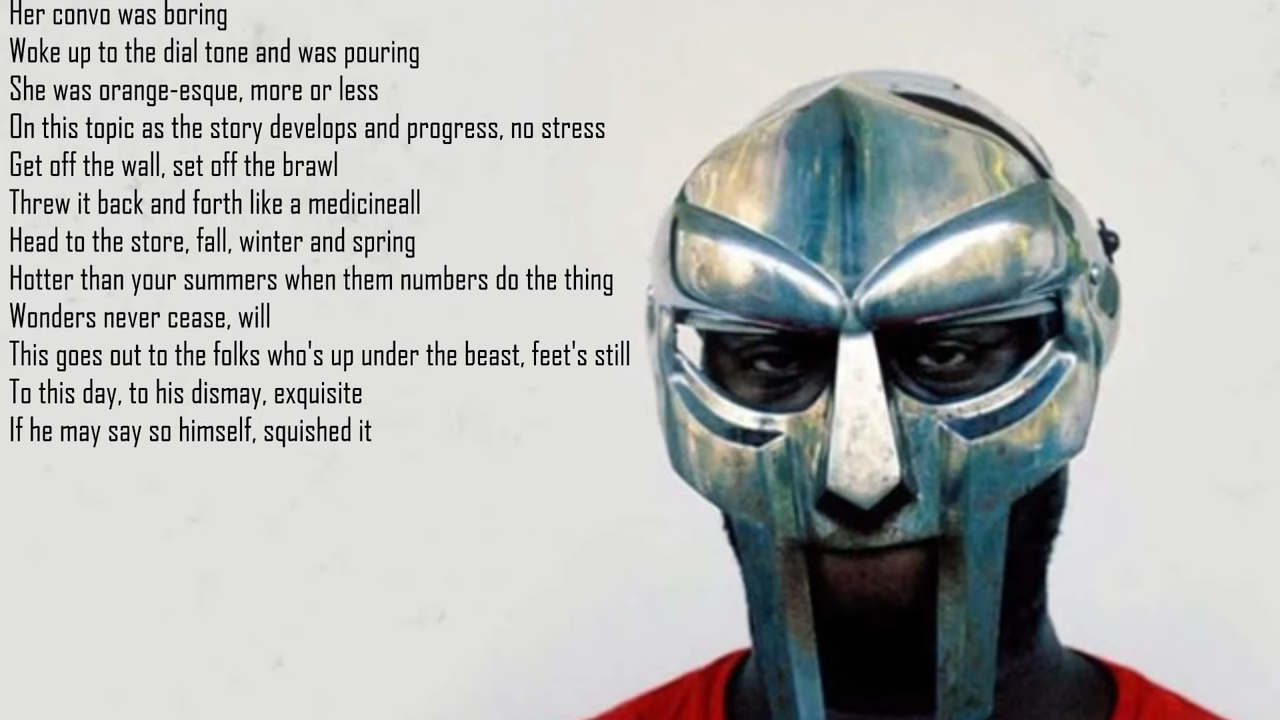 Her convo was boring
Woke up to the dial tone and was pouring
She was orange-esque, more or less
On this topic as the story develops and progress, no stress
Get off the wall, set off the brawl
Threw it back and forth like a medicineall
Head to the store, fall, winter and spring
Hotter than your summers when them numbers do the thing
Wonders never cease, will
This goes out to the folks who's up under the beast, feet's still
To this day, to his dismay, exquisite
If he may say so himself, squished it